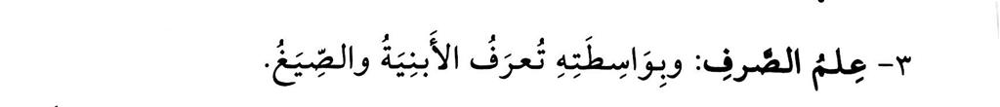 ٣- عِلمُ الصَّرفِ: وبِوَاسِطَتِهِ تُعرَفُ الأَبنِيَةُ والصِّيَغُ.